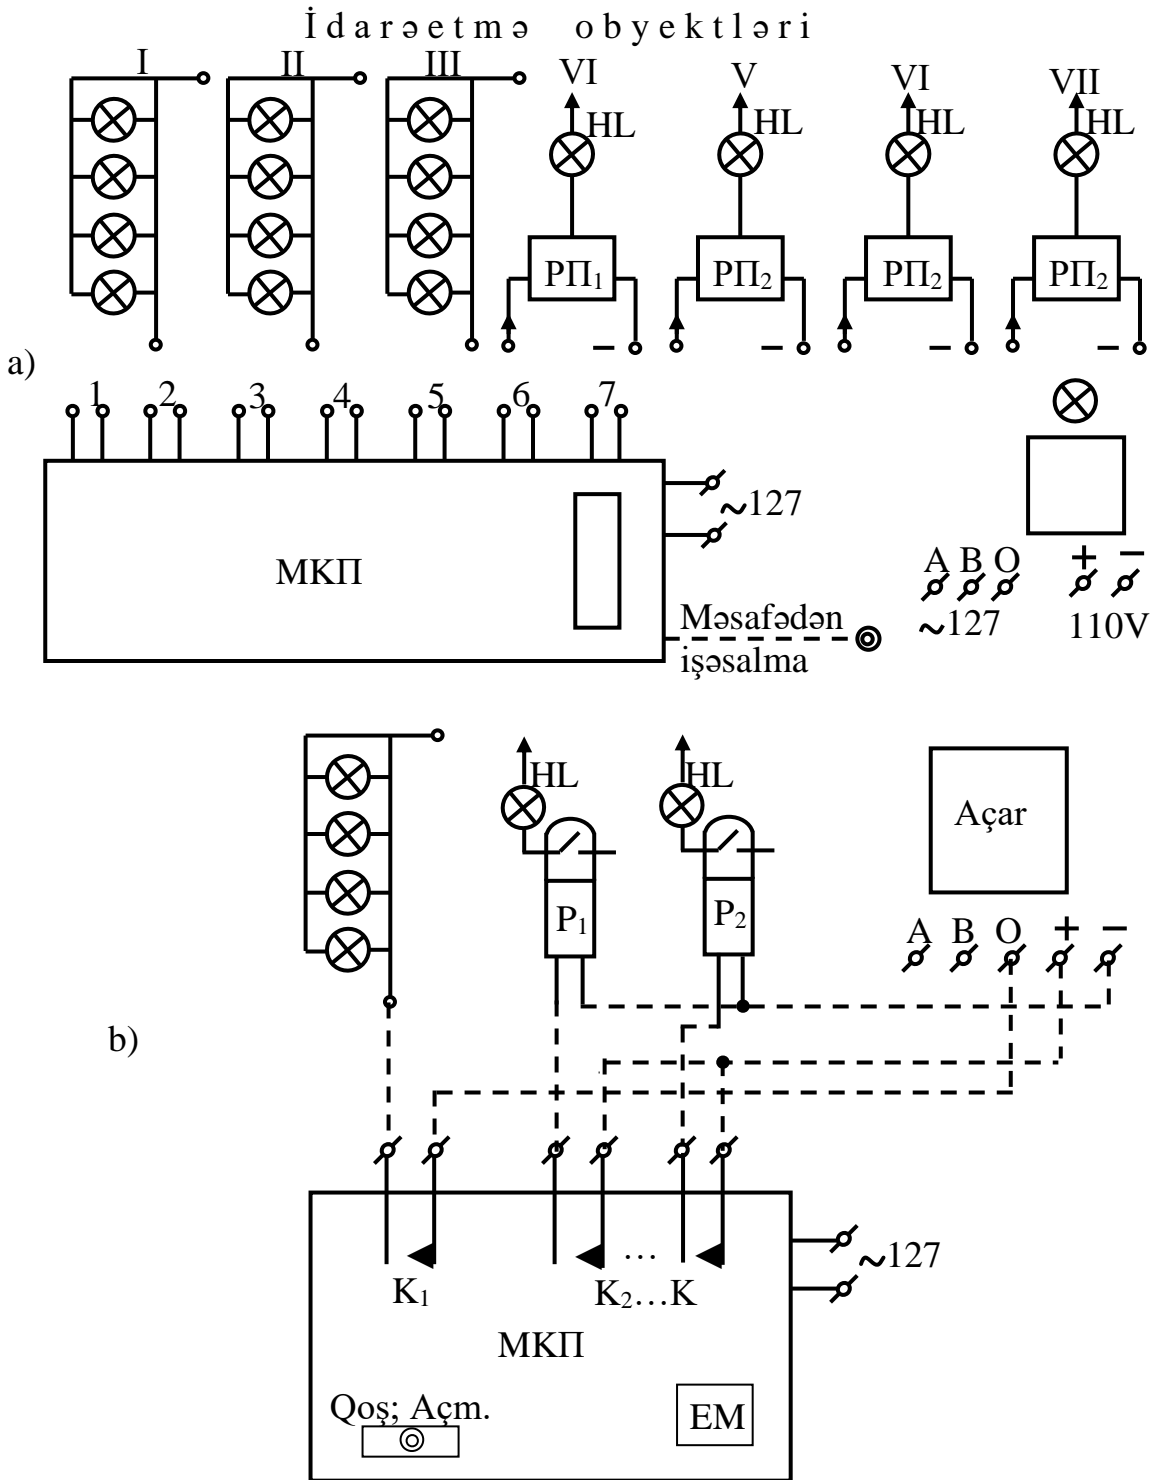 İdarəetmə obyektləri
I II III VI V VI VII
HL HL HL HL
РП₁ РП₂ РП₂ РП₂
– – – –
a)
1 2 3 4 5 6 7
~127
МКП
A B O + –
~127 110V
Məsafədən
işəsalma
HL HL
Açar
P₁ P₂
A B O + –
b)
...
~127
K₁ K₂...K
МКП
Qoş; Açm.
EM